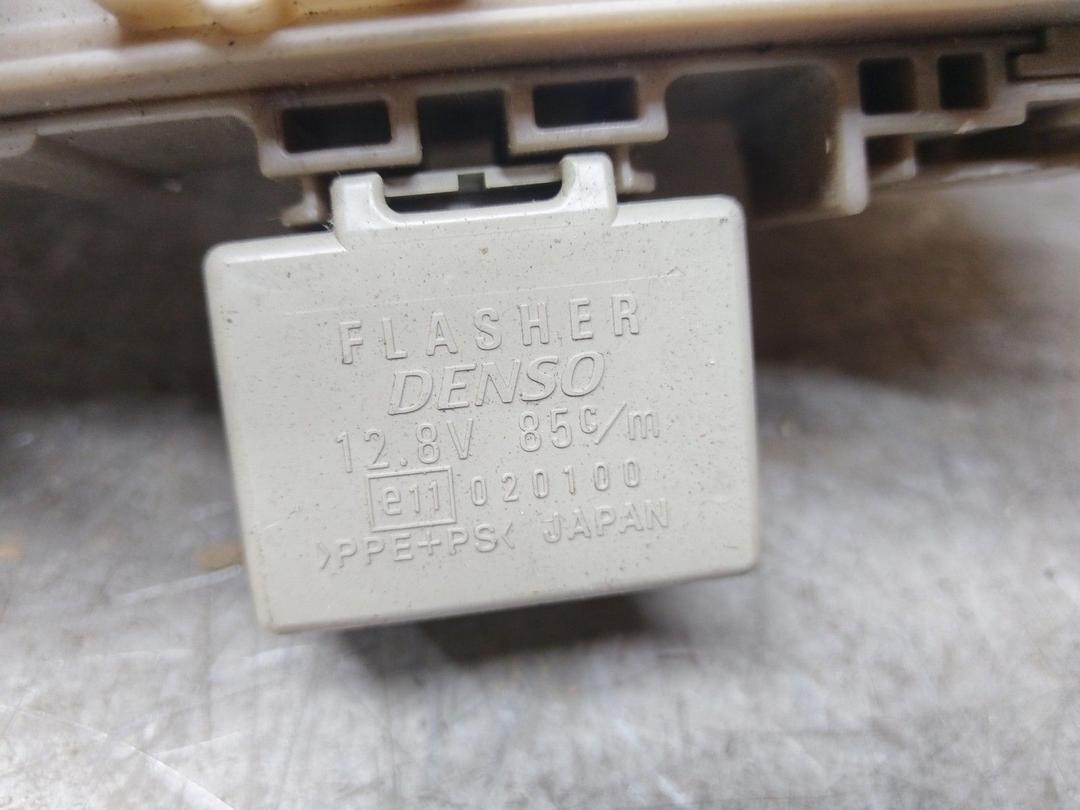 FLASHER
DENSO
12.8V 85c/m
e11 020100
>PPE+PS< JAPAN